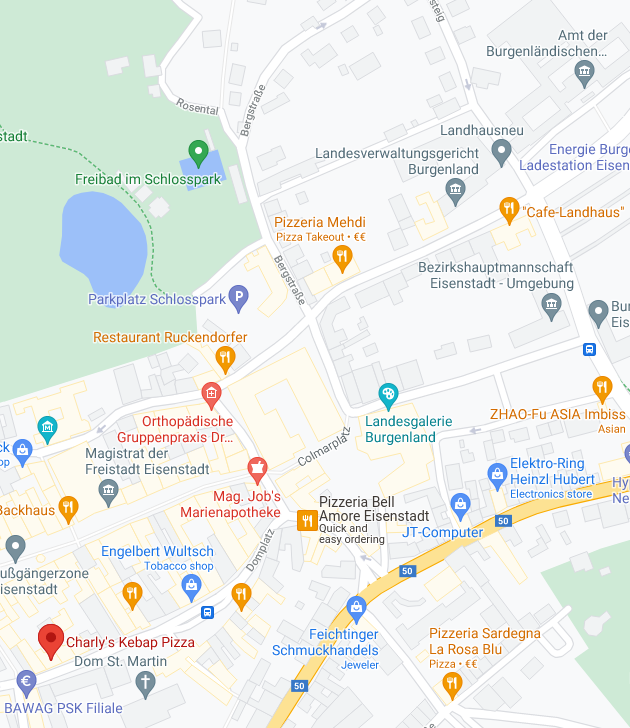 steig
Amt der
Burgenländischen...
Rosental
Bergstraße
stadt
Landhausneu
Freibad im Schlosspark
Landesverwaltungsgericht
Burgenland
Energie Burge
Ladestation Eisen
"Cafe-Landhaus"
Pizzeria Mehdi
Pizza Takeout • €€
Bergstraße
Bezirkshauptmannschaft
Eisenstadt - Umgebung
Parkplatz Schlosspark
P
Bur
Eis
Restaurant Ruckendorfer
Orthopädische
Gruppenpraxis Dr...
Landesgalerie
Burgenland
ZHAO-Fu ASIA Imbiss
Asian
ck
op
Magistrat der
Freistadt Eisenstadt
Colmarplatz
Elektro-Ring
Heinzl Hubert
Electronics store
Hy
Ne
Mag. Job's
Marienapotheke
Backhaus
Pizzeria Bell
Amore Eisenstadt
Quick and
easy ordering
JT-Computer
50
Domplatz
Engelbert Wultsch
Tobacco shop
ußgängerzone
isenstadt
50
Feichtinger
Schmuckhandels
Jeweler
Charly's Kebap Pizza
Dom St. Martin
Pizzeria Sardegna
La Rosa Blu
Pizza • €€
50
BAWAG PSK Filiale